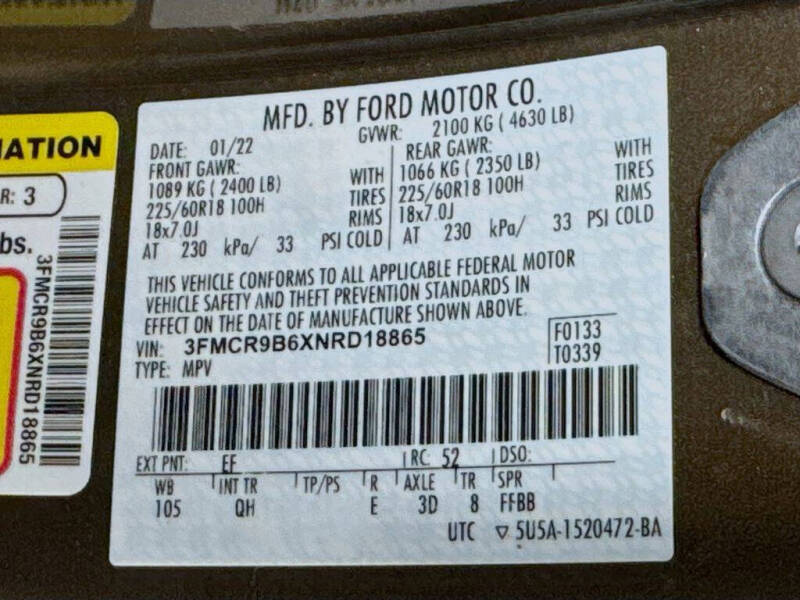 MATION
R: 3
bs.
3FMCR9B6XNRD18865
MFD. BY FORD MOTOR CO.
DATE: 01/22 GVWR: 2100 KG ( 4630 LB)
FRONT GAWR: REAR GAWR:
1089 KG ( 2400 LB) WITH 1066 KG ( 2350 LB) WITH
225/60R18 100H TIRES 225/60R18 100H TIRES
18x7.0J RIMS 18x7.0J RIMS
AT 230 kPa/ 33 PSI COLD AT 230 kPa/ 33 PSI COLD
THIS VEHICLE CONFORMS TO ALL APPLICABLE FEDERAL MOTOR
VEHICLE SAFETY AND THEFT PREVENTION STANDARDS IN
EFFECT ON THE DATE OF MANUFACTURE SHOWN ABOVE.
VIN: 3FMCR9B6XNRD18865 F0133
TYPE: MPV T0339
EXT PNT: EF RC: 52 DSO:
WB INT TR TP/PS R AXLE TR SPR
105 QH E 3D 8 FFBB
UTC ▽ 5U5A-1520472-BA